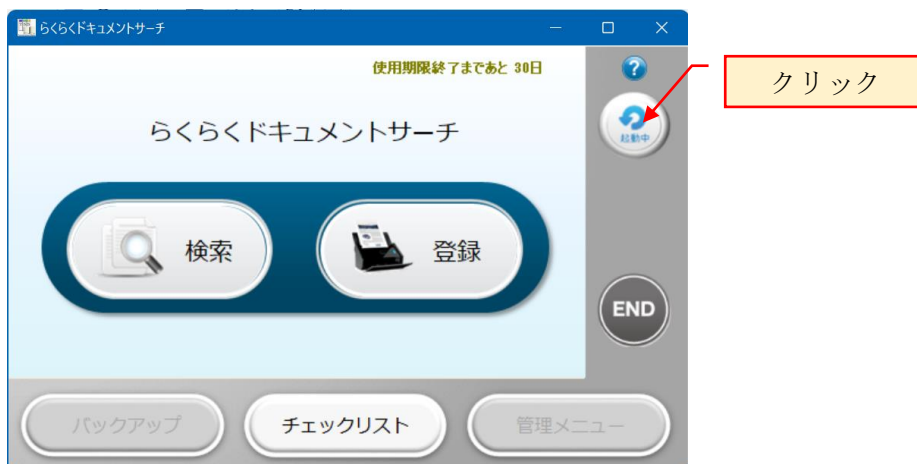 らくらくドキュメントサーチ
使用期限終了まであと 30日
?
クリック
起動中
らくらくドキュメントサーチ
検索
登録
END
バックアップ
チェックリスト
管理メニュー